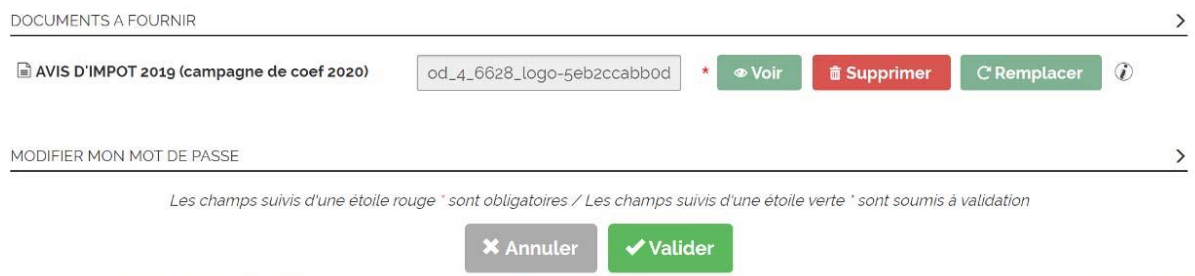 DOCUMENTS A FOURNIR
AVIS D'IMPOT 2019 (campagne de coef 2020) od_4_6628_logo-5eb2ccabb0d * Voir Supprimer Remplacer i
MODIFIER MON MOT DE PASSE
Les champs suivis d'une étoile rouge * sont obligatoires / Les champs suivis d'une étoile verte * sont soumis à validation
Annuler Valider